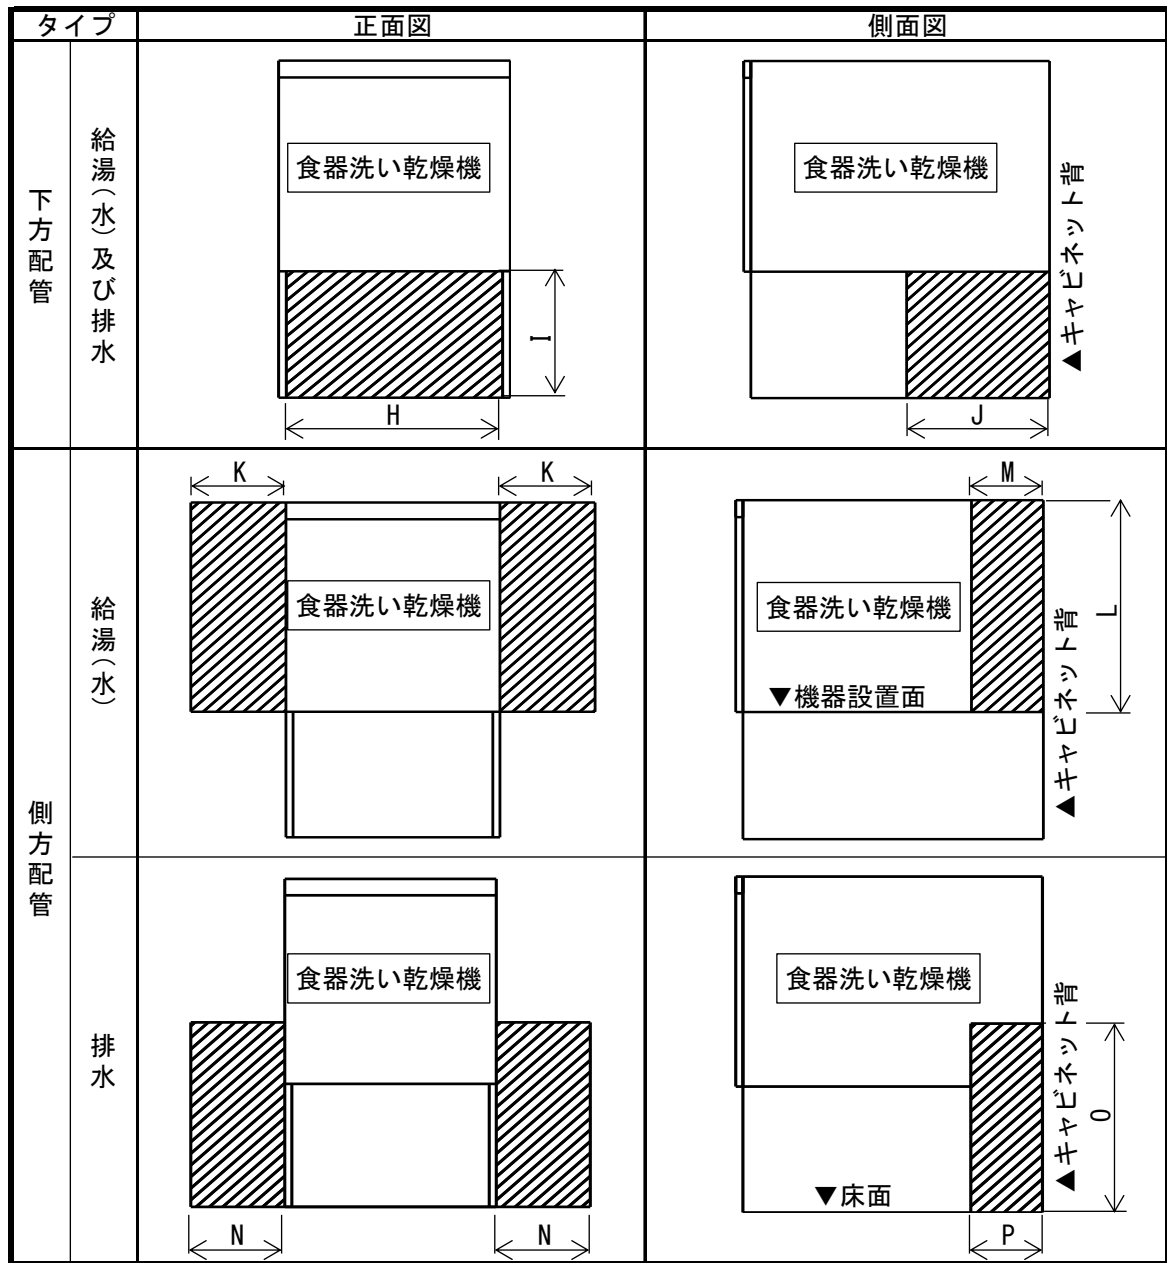 タイプ
正面図
側面図
下方配管
給湯(水)及び排水
食器洗い乾燥機
I
H
食器洗い乾燥機
▲キャビネット背
J
側方配管
給湯(水)
K
K
食器洗い乾燥機
M
食器洗い乾燥機
L
▼機器設置面
▲キャビネット背
排水
食器洗い乾燥機
N
N
食器洗い乾燥機
▲キャビネット背
O
▼床面
P